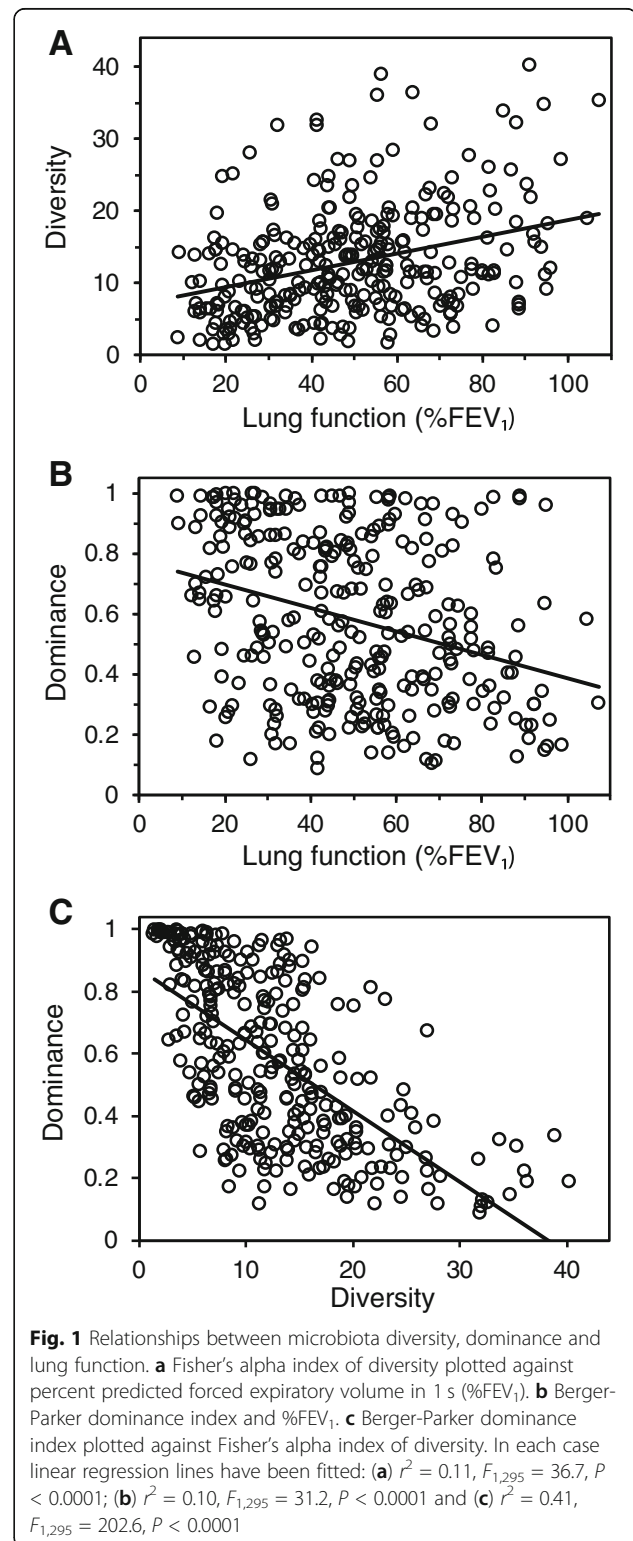 A
40
30
20
10
0
Diversity
0 20 40 60 80 100
Lung function (%FEV₁)
B
1
0.8
0.6
0.4
0.2
0
Dominance
0 20 40 60 80 100
Lung function (%FEV₁)
C
1
0.8
0.6
0.4
0.2
0
Dominance
0 10 20 30 40
Diversity
Fig. 1 Relationships between microbiota diversity, dominance and
lung function. a Fisher's alpha index of diversity plotted against
percent predicted forced expiratory volume in 1 s (%FEV₁). b Berger-
Parker dominance index and %FEV₁. c Berger-Parker dominance
index plotted against Fisher's alpha index of diversity. In each case
linear regression lines have been fitted: (a) r² = 0.11, F₁,₂₉₅ = 36.7, P
< 0.0001; (b) r² = 0.10, F₁,₂₉₅ = 31.2, P < 0.0001 and (c) r² = 0.41,
F₁,₂₉₅ = 202.6, P < 0.0001